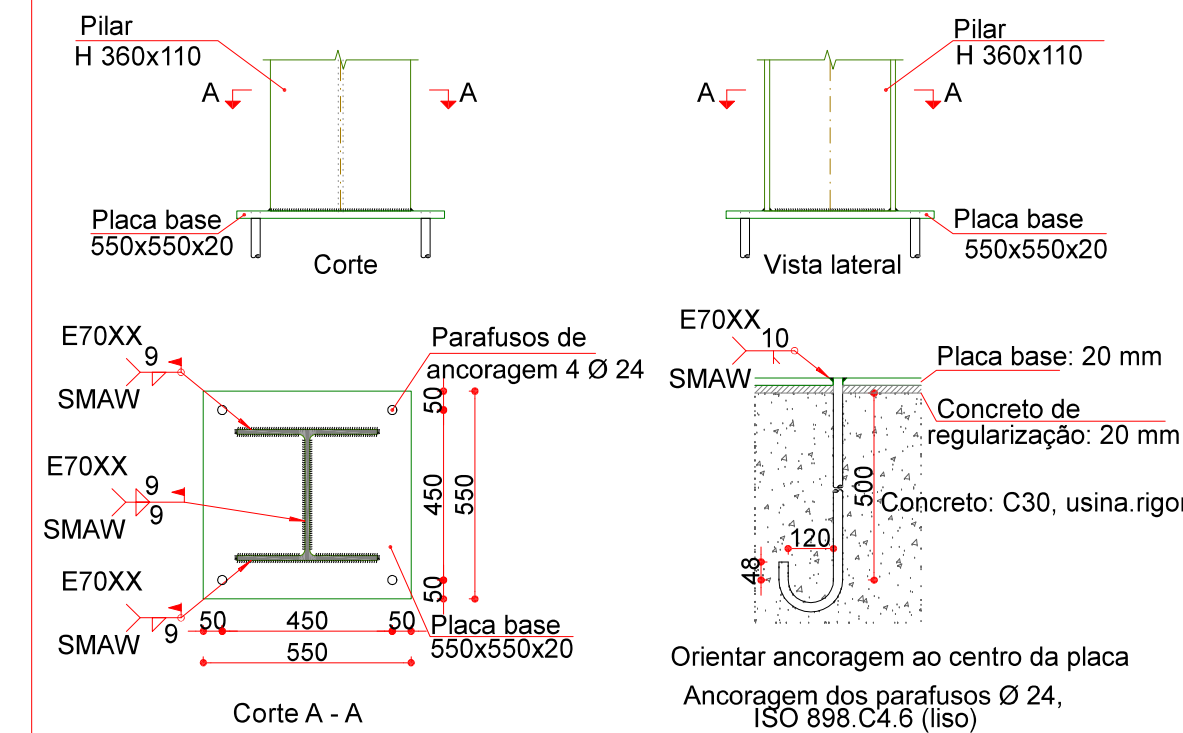 Pilar
H 360x110
A
A
Placa base
550x550x20
Corte
Pilar
H 360x110
A
A
Placa base
550x550x20
Vista lateral
E70XX
9
SMAW
E70XX
9
9
SMAW
E70XX
9
SMAW
Parafusos de
ancoragem 4 Ø 24
50
450
50
550
50
450
50
550
Placa base
550x550x20
Corte A - A
E70XX
10
SMAW
Placa base: 20 mm
Concreto de
regularização: 20 mm
500
Concreto: C30, usina.rigor
120
48
Orientar ancoragem ao centro da placa
Ancoragem dos parafusos Ø 24,
ISO 898.C4.6 (liso)